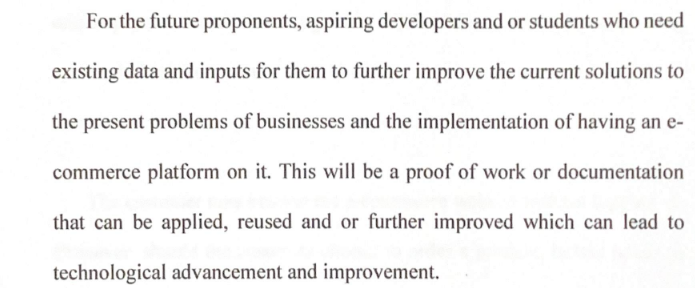 For the future proponents, aspiring developers and or students who need
existing data and inputs for them to further improve the current solutions to
the present problems of businesses and the implementation of having an e-
commerce platform on it. This will be a proof of work or documentation
that can be applied, reused and or further improved which can lead to
technological advancement and improvement.